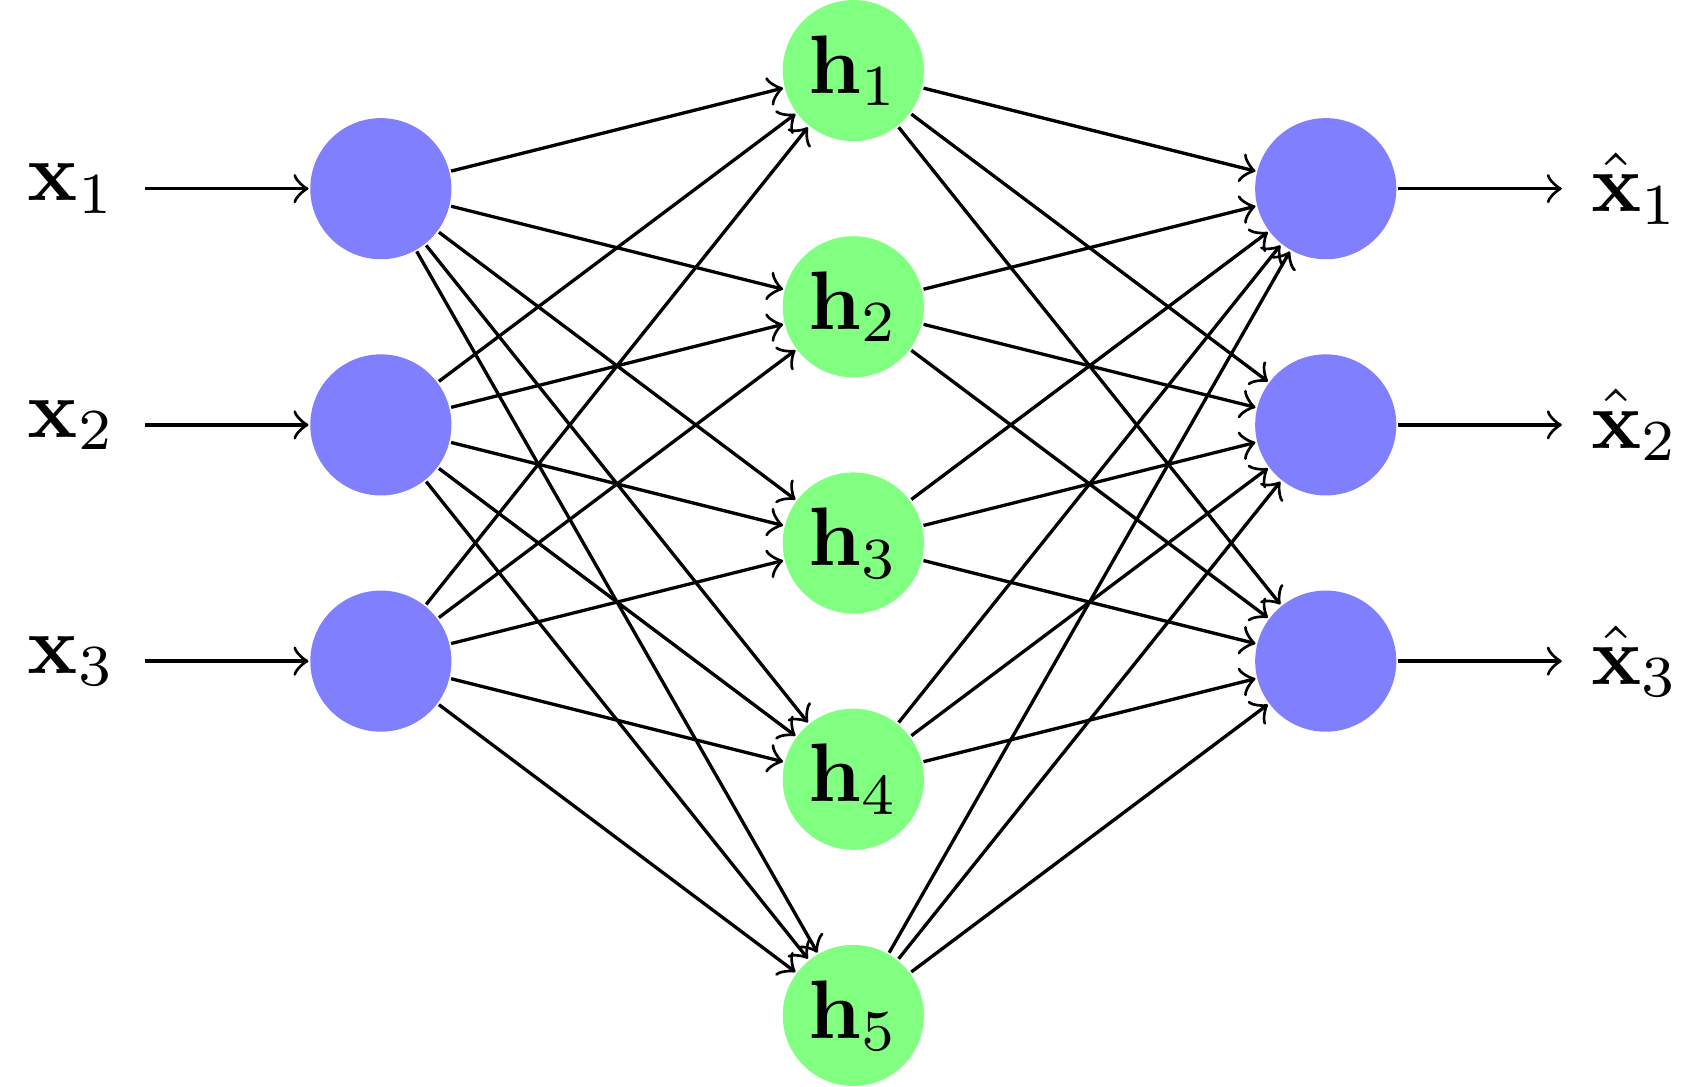 x₁
x₂
x₃
h₁
h₂
h₃
h₄
h₅
x̂₁
x̂₂
x̂₃